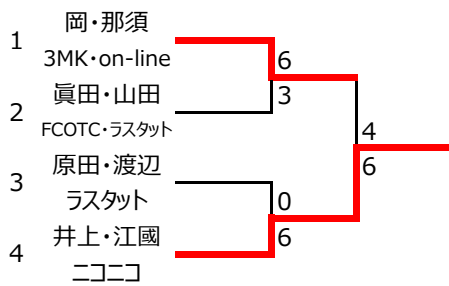 1
岡・那須
3MK・on-line
6
2
眞田・山田
FCOTC・ラスタット
3
4
3
原田・渡辺
ラスタット
0
6
4
井上・江國
ニコニコ
6